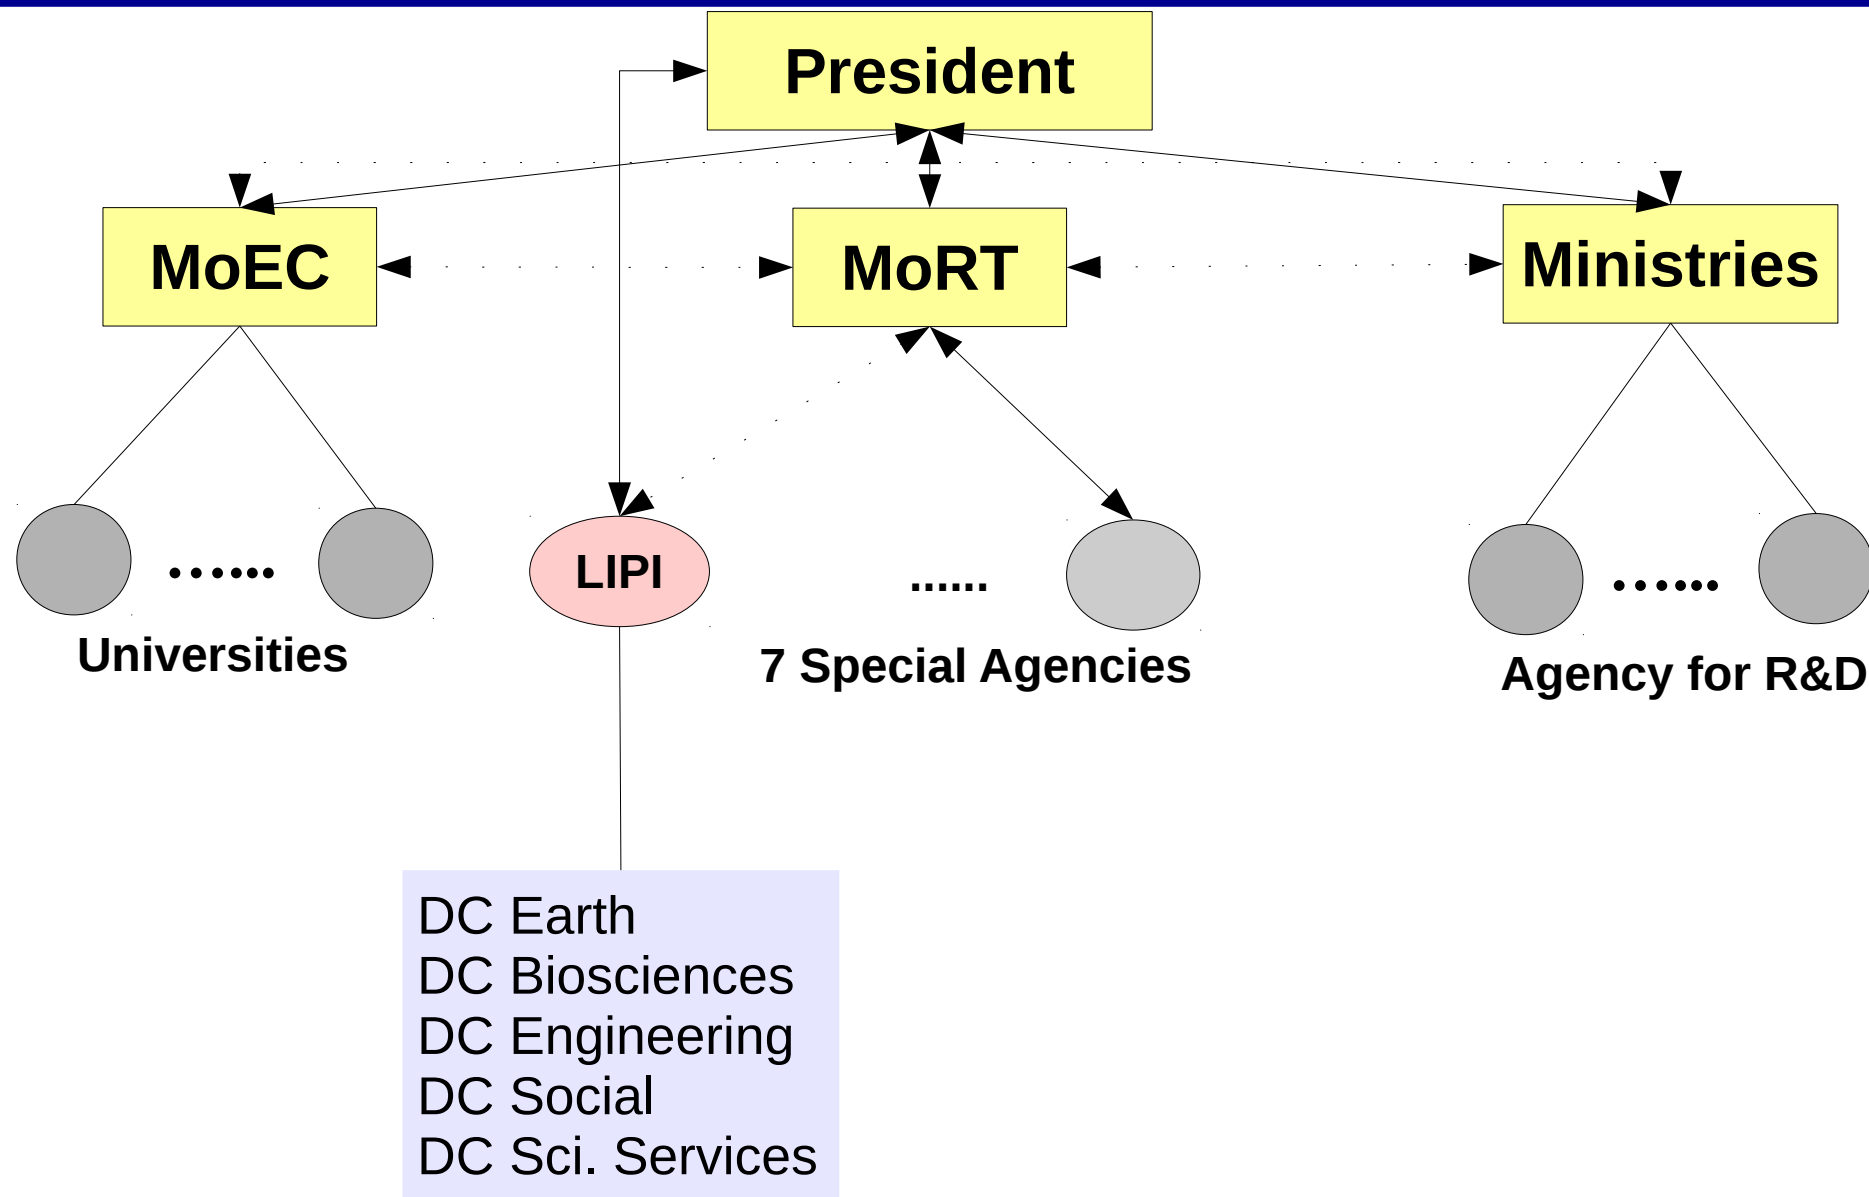 President
MoEC
MoRT
Ministries
LIPI
......
......
......
Universities
7 Special Agencies
Agency for R&D
DC Earth
DC Biosciences
DC Engineering
DC Social
DC Sci. Services